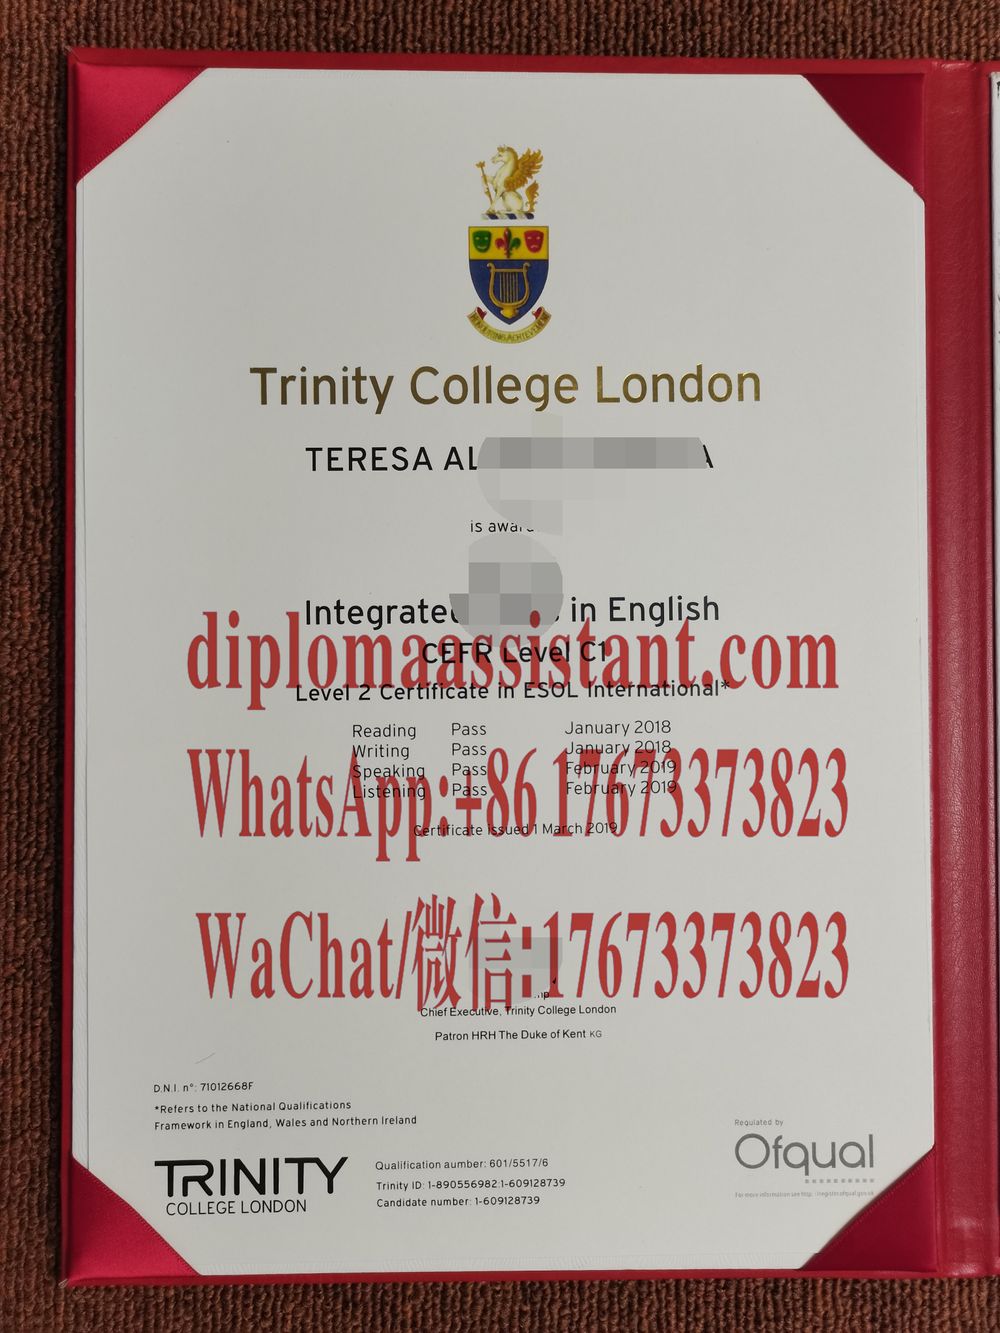 Trinity College London
TERESA AL
is awar
Integrated in English
CEFR Level C1
diplomaassistant.com
Level 2 Certificate in ESOL International*
Reading Pass January 2018
Writing Pass January 2018
Speaking Pass February 2019
Listening Pass February 2019
WhatsApp:+86 17673373823
Certificate issued 1 March 2019
WaChat/微信:17673373823
Chief Executive, Trinity College London
Patron HRH The Duke of Kent KG
D.N.I. nº: 71012668F
*Refers to the National Qualifications
Framework in England, Wales and Northern Ireland
TRINITY
COLLEGE LONDON
Qualification aumber: 601/5517/6
Trinity ID: 1-890556982:1-609128739
Candidate number: 1-609128739
Regulated by
Ofqual